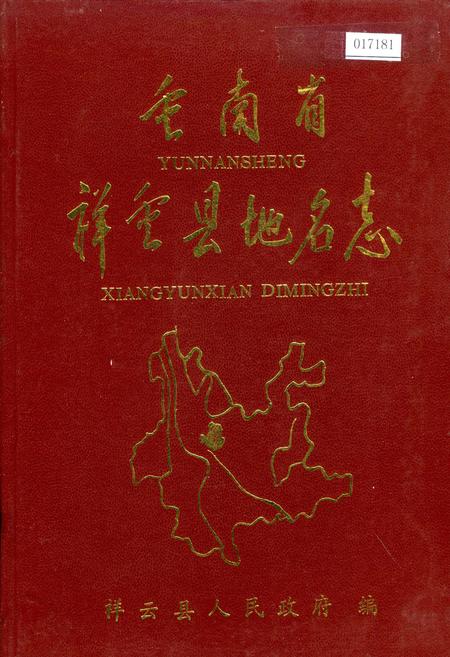 017181
云南省
YUNNANSHENG
祥云县地名志
XIANGYUNXIAN DIMINGZHI
祥云县人民政府 编